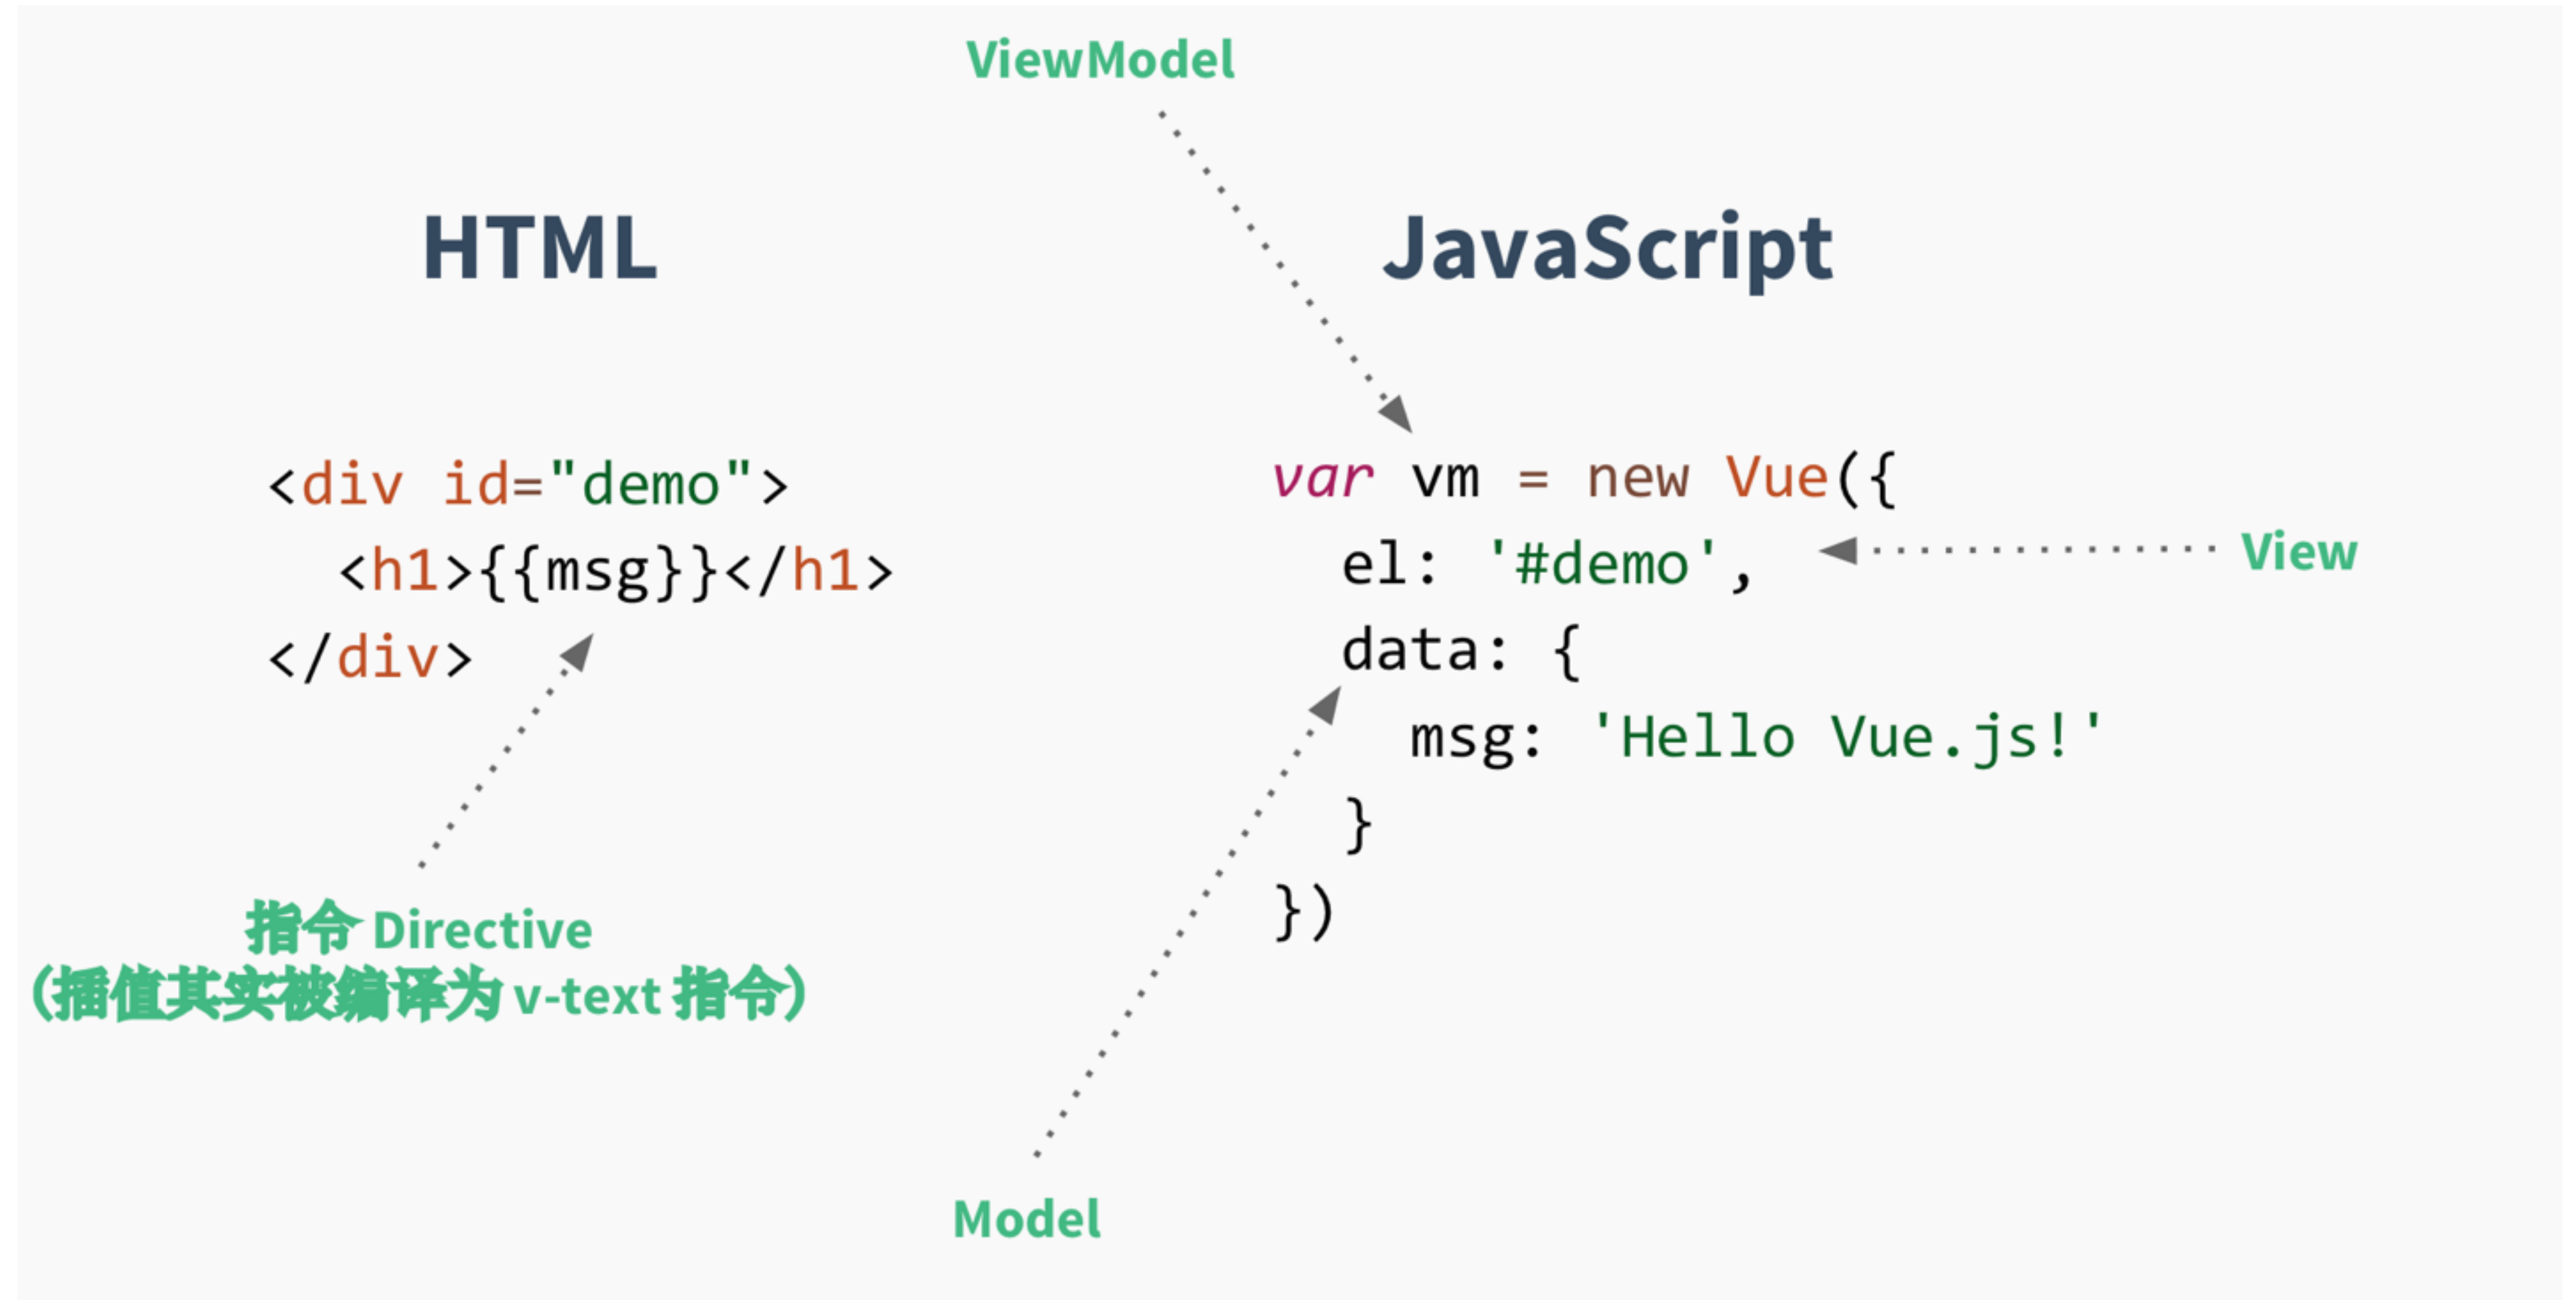 ViewModel
HTML
JavaScript
<div id="demo">
<h1>{{msg}}</h1>
</div>
var vm = new Vue({
el: '#demo',
data: {
msg: 'Hello Vue.js!'
}
})
View
指令 Directive
(插值其实被编译为 v-text 指令)
Model